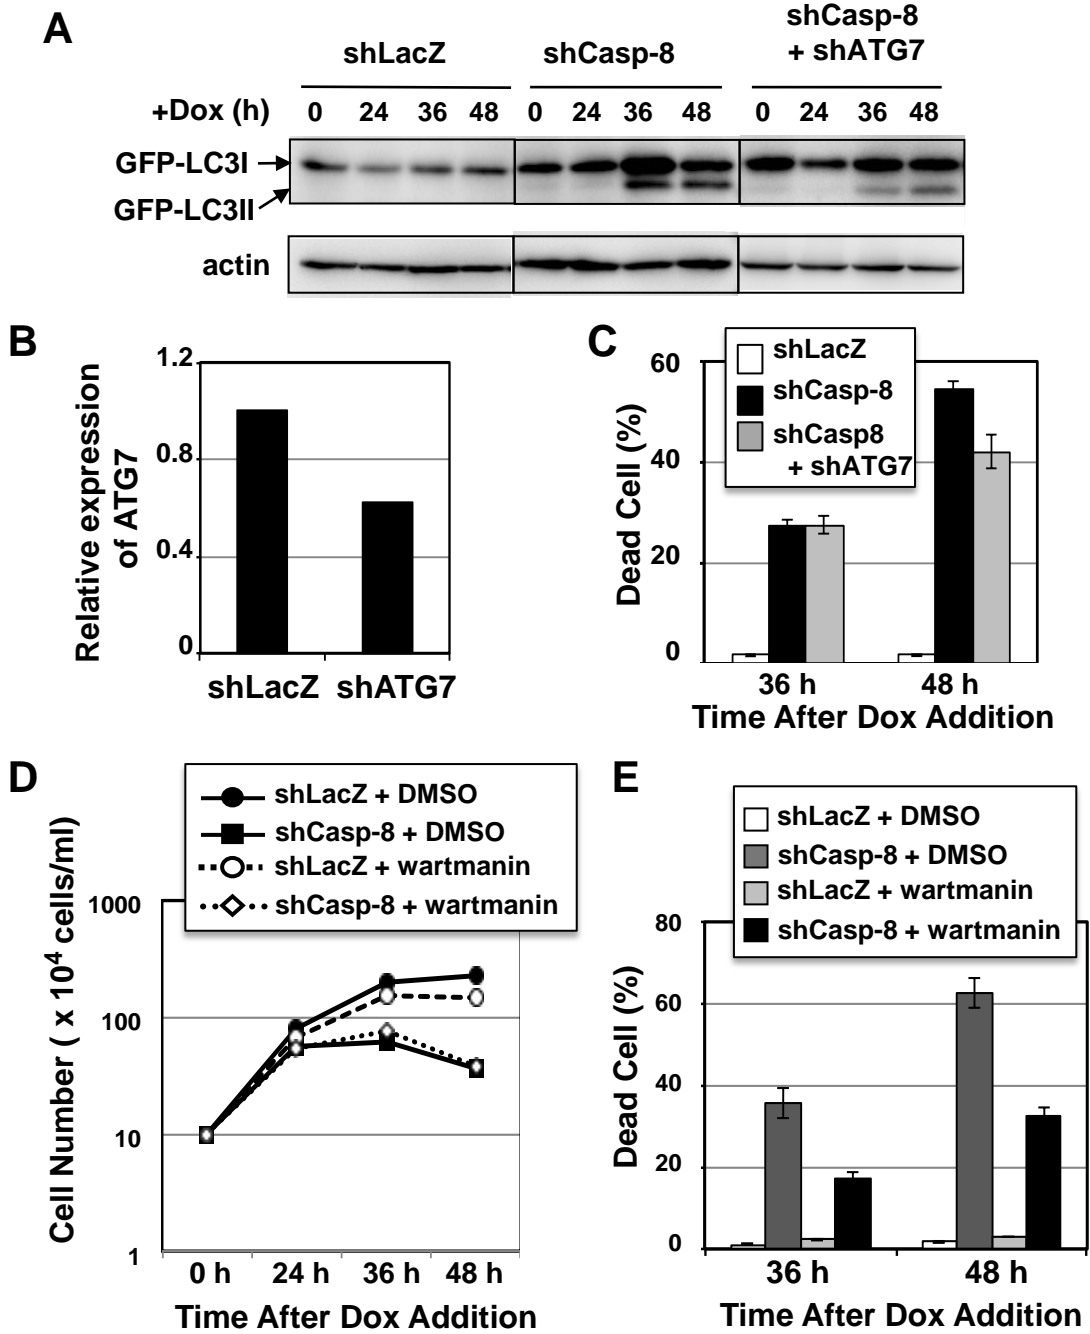 A
shLacZ
shCasp-8
shCasp-8
+ shATG7
+Dox (h)
0 24 36 48 0 24 36 48 0 24 36 48
GFP-LC3I
GFP-LC3II
actin
B
Relative expression
of ATG7
1.2
0.8
0.4
0
shLacZ shATG7
C
shLacZ
shCasp-8
shCasp8
+ shATG7
Dead Cell (%)
60
40
20
0
36 h 48 h
Time After Dox Addition
D
shLacZ + DMSO
shCasp-8 + DMSO
shLacZ + wartmanin
shCasp-8 + wartmanin
Cell Number ( x 10⁴ cells/ml)
1000
100
10
1
0 h 24 h 36 h 48 h
Time After Dox Addition
E
shLacZ + DMSO
shCasp-8 + DMSO
shLacZ + wartmanin
shCasp-8 + wartmanin
Dead Cell (%)
80
60
40
20
0
36 h 48 h
Time After Dox Addition